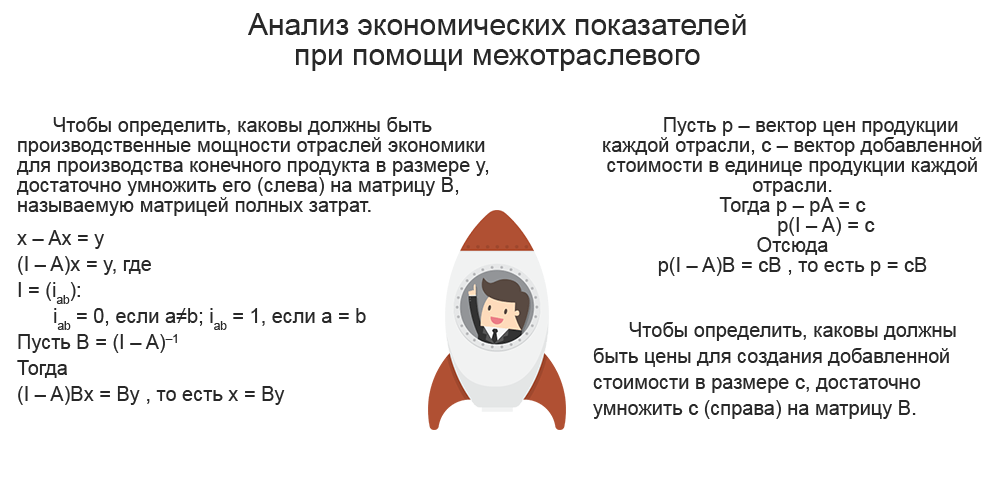 Анализ экономических показателей
при помощи межотраслевого
Чтобы определить, каковы должны быть
производственные мощности отраслей экономики
для производства конечного продукта в размере y,
достаточно умножить его (слева) на матрицу B,
называемую матрицей полных затрат.
x – Ax = y
(I – A)x = y, где
I = (i_ab):
i_ab = 0, если a≠b; i_ab = 1, если a = b
Пусть B = (I – A)⁻¹
Тогда
(I – A)Bx = By , то есть x = By
Пусть p – вектор цен продукции
каждой отрасли, c – вектор добавленной
стоимости в единице продукции каждой
отрасли.
Тогда p – pA = c
p(I – A) = c
Отсюда
p(I – A)B = cB , то есть p = cB
Чтобы определить, каковы должны
быть цены для создания добавленной
стоимости в размере c, достаточно
умножить c (справа) на матрицу B.